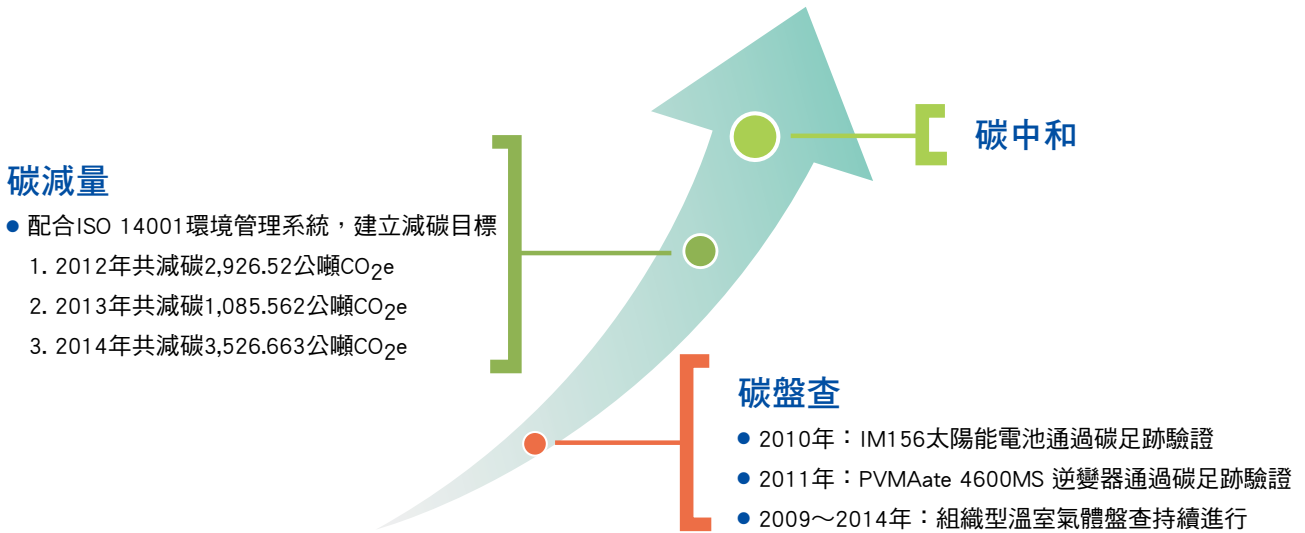 碳中和
碳減量
● 配合ISO 14001環境管理系統，建立減碳目標
1. 2012年共減碳2,926.52公噸CO2e
2. 2013年共減碳1,085.562公噸CO2e
3. 2014年共減碳3,526.663公噸CO2e
碳盤查
● 2010年：IM156太陽能電池通過碳足跡驗證
● 2011年：PVMAate 4600MS 逆變器通過碳足跡驗證
● 2009～2014年：組織型溫室氣體盤查持續進行